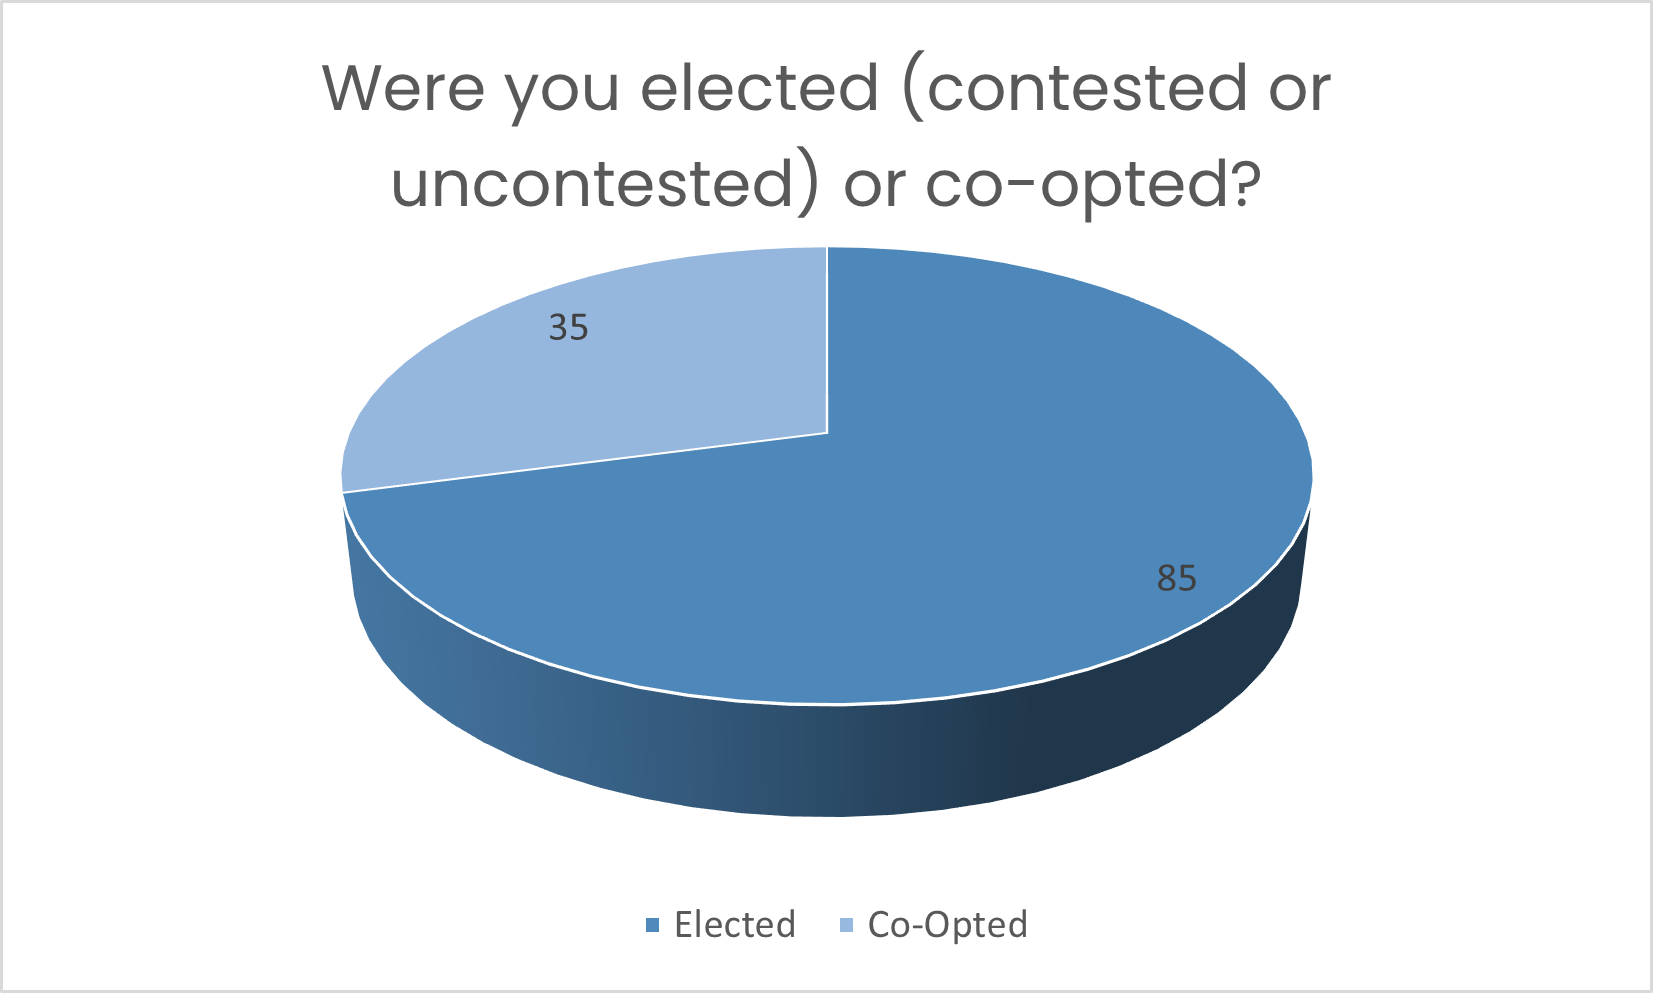 Were you elected (contested or
uncontested) or co-opted?
35
85
Elected Co-Opted